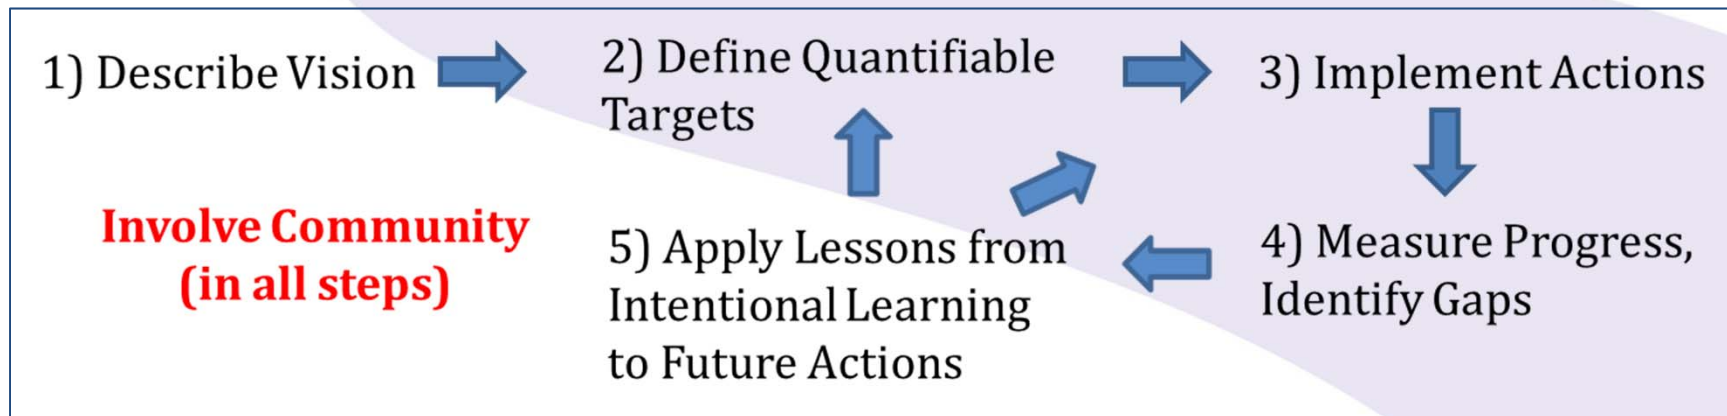 1) Describe Vision
2) Define Quantifiable
Targets
3) Implement Actions
Involve Community
(in all steps)
5) Apply Lessons from
Intentional Learning
to Future Actions
4) Measure Progress,
Identify Gaps